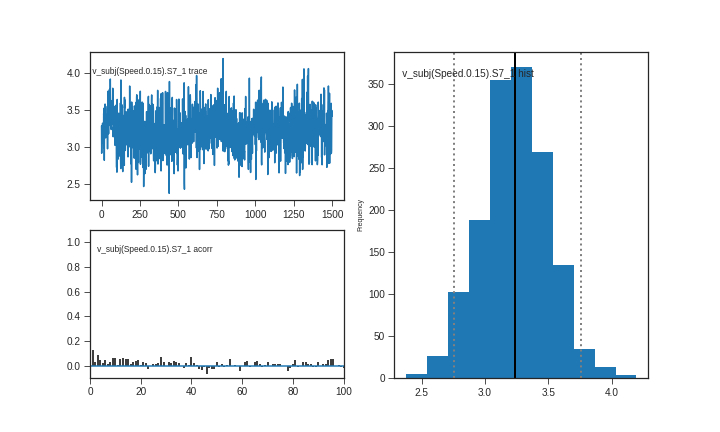 v_subj(Speed.0.15).S7_1 trace
4.0
3.5
3.0
2.5
0 250 500 750 1000 1250 1500
v_subj(Speed.0.15).S7_1 acorr
1.0
0.8
0.6
0.4
0.2
0.0
0 20 40 60 80 100
v_subj(Speed.0.15).S7_1 hist
Frequency
350
300
250
200
150
100
50
0
2.5 3.0 3.5 4.0